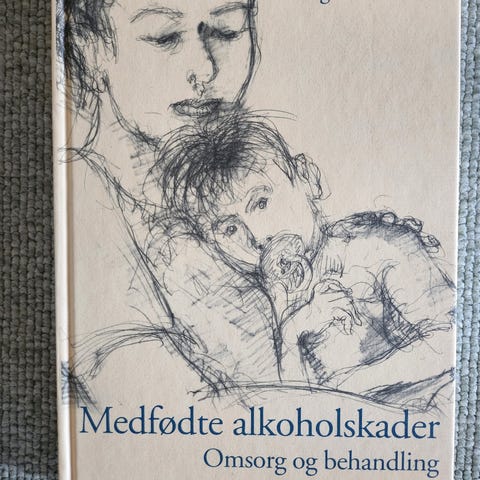 Medfødte alkoholskader
Omsorg og behandling